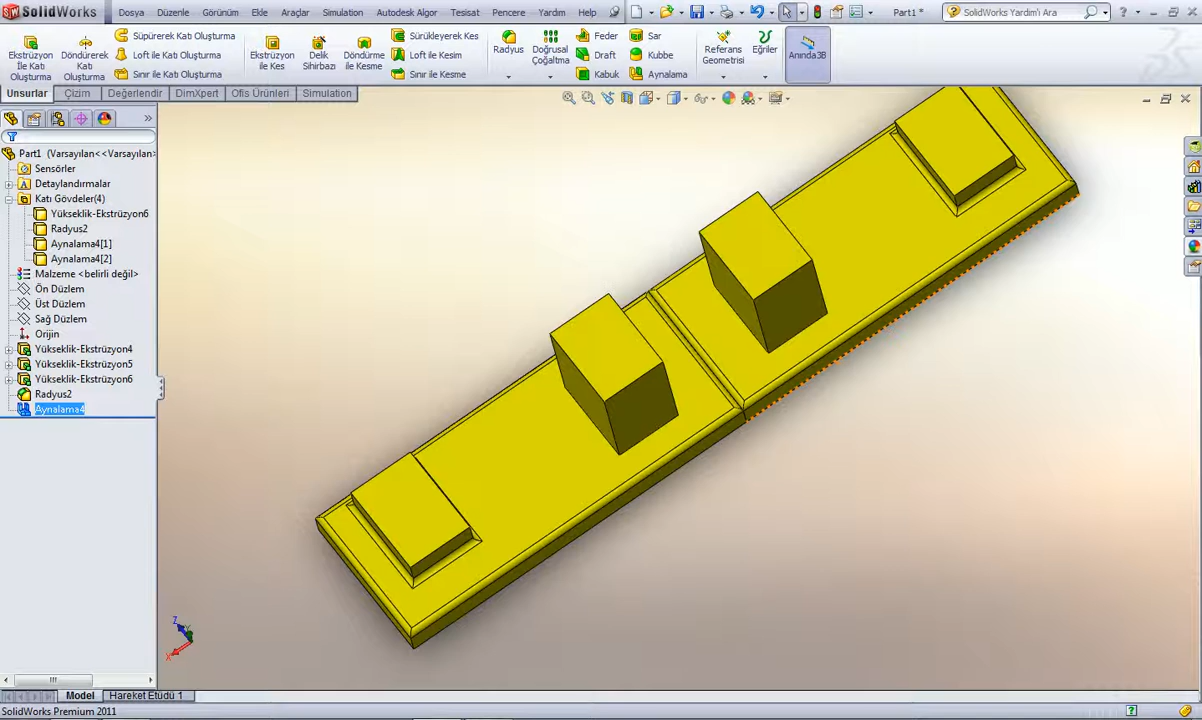 SolidWorks
Dosya Düzenle Görünüm Ekle Araçlar Simulation Autodesk Algor Tesisat Pencere Yardım Help
Part1 *
SolidWorks Yardım'ı Ara
Ekstrüzyon İle Katı Oluşturma
Döndürerek Katı Oluşturma
Süpürerek Katı Oluşturma
Loft ile Katı Oluşturma
Sınır ile Katı Oluşturma
Ekstrüzyon ile Kes
Delik Sihirbazı
Döndürme ile Kesme
Sürükleyerek Kes
Loft ile Kesim
Sınır ile Kesme
Radyus
Doğrusal Çoğaltma
Feder
Draft
Kabuk
Sar
Kubbe
Aynalama
Referans Geometrisi
Eğriler
Anında3B
Unsurlar Çizim Değerlendir DimXpert Ofis Ürünleri Simulation
Part1 (Varsayılan<<Varsayılan>
Sensörler
Detaylandırmalar
Katı Gövdeler(4)
Yükseklik-Ekstrüzyon6
Radyus2
Aynalama4[1]
Aynalama4[2]
Malzeme <belirli değil>
Ön Düzlem
Üst Düzlem
Sağ Düzlem
Orijin
Yükseklik-Ekstrüzyon4
Yükseklik-Ekstrüzyon5
Yükseklik-Ekstrüzyon6
Radyus2
Aynalama4
Z
Y
X
Model Hareket Etüdü 1
SolidWorks Premium 2011